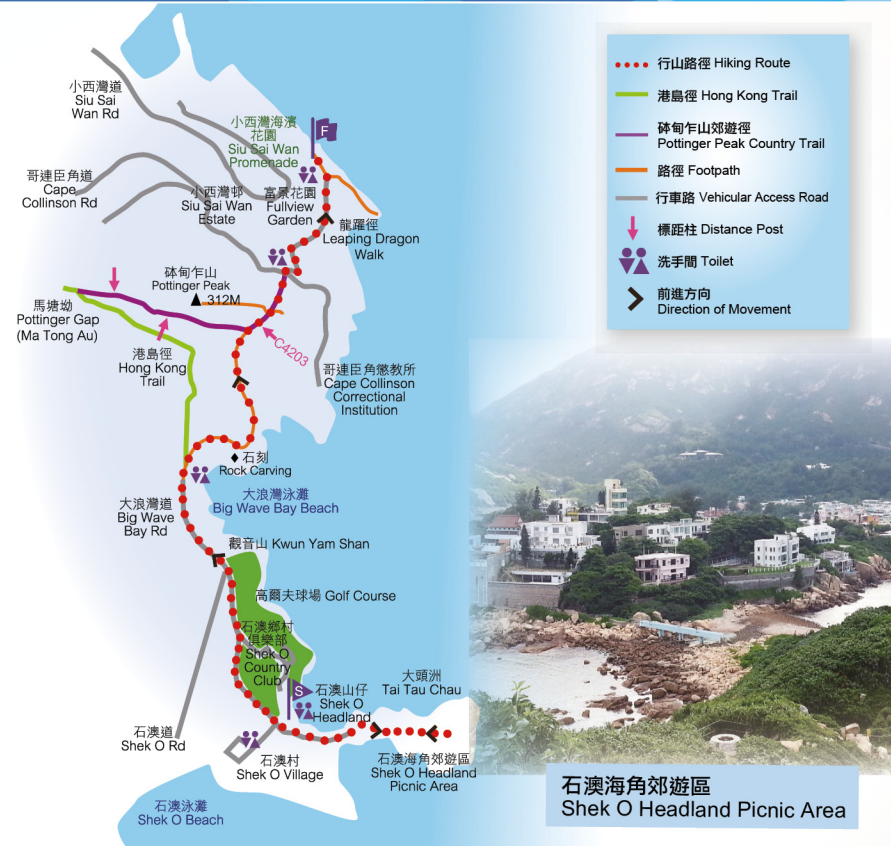 小西灣道
Siu Sai
Wan Rd
小西灣海濱
花園
Siu Sai Wan
Promenade
F
哥連臣角道
Cape
Collinson Rd
小西灣邨
Siu Sai Wan
Estate
富景花園
Fullview
Garden
龍躍徑
Leaping Dragon
Walk
砵甸乍山
Pottinger Peak
312M
馬塘坳
Pottinger Gap
(Ma Tong Au)
港島徑
Hong Kong
Trail
C4203
哥連臣角懲教所
Cape Collinson
Correctional
Institution
石刻
Rock Carving
大浪灣泳灘
Big Wave Bay Beach
大浪灣道
Big Wave
Bay Rd
觀音山 Kwun Yam Shan
高爾夫球場 Golf Course
石澳鄉村
俱樂部
Shek O
Country
Club
S
石澳山仔
Shek O
Headland
大頭洲
Tai Tau Chau
石澳道
Shek O Rd
石澳村
Shek O Village
石澳海角郊遊區
Shek O Headland
Picnic Area
石澳泳灘
Shek O Beach
行山路徑 Hiking Route
港島徑 Hong Kong Trail
砵甸乍山郊遊徑
Pottinger Peak Country Trail
路徑 Footpath
行車路 Vehicular Access Road
標距柱 Distance Post
洗手間 Toilet
前進方向
Direction of Movement
石澳海角郊遊區
Shek O Headland Picnic Area